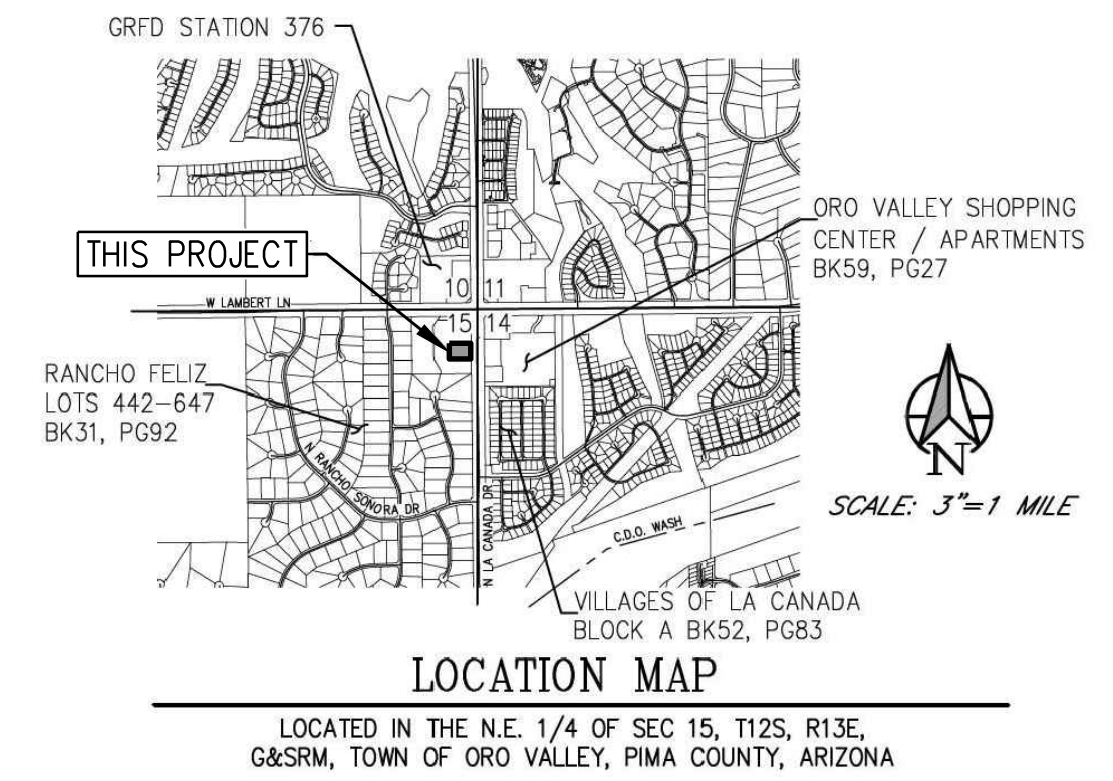 GRFD STATION 376
ORO VALLEY SHOPPING
CENTER / APARTMENTS
BK59, PG27
THIS PROJECT
10 11
W LAMBERT LN
15 14
RANCHO FELIZ
LOTS 442-647
BK31, PG92
N RANCHO SONORA DR
N LA CANADA DR
C.D.O. WASH
N
SCALE: 3"=1 MILE
VILLAGES OF LA CANADA
BLOCK A BK52, PG83
LOCATION MAP
LOCATED IN THE N.E. 1/4 OF SEC 15, T12S, R13E,
G&SRM, TOWN OF ORO VALLEY, PIMA COUNTY, ARIZONA